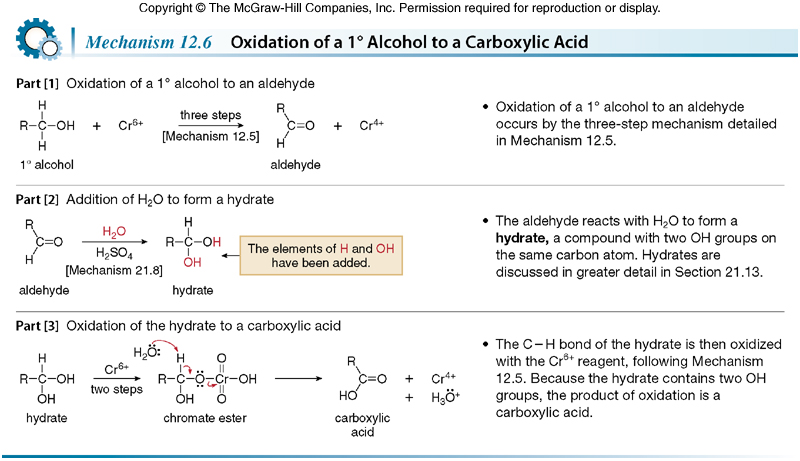 Copyright © The McGraw-Hill Companies, Inc. Permission required for reproduction or display.
Mechanism 12.6 Oxidation of a 1° Alcohol to a Carboxylic Acid
Part [1] Oxidation of a 1° alcohol to an aldehyde
H
R–C–OH + Cr⁶⁺
H
1° alcohol
three steps
[Mechanism 12.5]
R
C=O + Cr⁴⁺
H
aldehyde
• Oxidation of a 1° alcohol to an aldehyde
occurs by the three-step mechanism detailed
in Mechanism 12.5.
Part [2] Addition of H₂O to form a hydrate
R
C=O
H
aldehyde
H₂O
H₂SO₄
[Mechanism 21.8]
H
R–C–OH
OH
hydrate
The elements of H and OH
have been added.
• The aldehyde reacts with H₂O to form a
hydrate, a compound with two OH groups on
the same carbon atom. Hydrates are
discussed in greater detail in Section 21.13.
Part [3] Oxidation of the hydrate to a carboxylic acid
H
R–C–OH
OH
hydrate
Cr⁶⁺
two steps
H₂Ö:
H O
R–C–Ö–Cr–OH
OH O
chromate ester
R
C=O + Cr⁴⁺
HO + H₃Ö⁺
carboxylic
acid
• The C–H bond of the hydrate is then oxidized
with the Cr⁶⁺ reagent, following Mechanism
12.5. Because the hydrate contains two OH
groups, the product of oxidation is a
carboxylic acid.